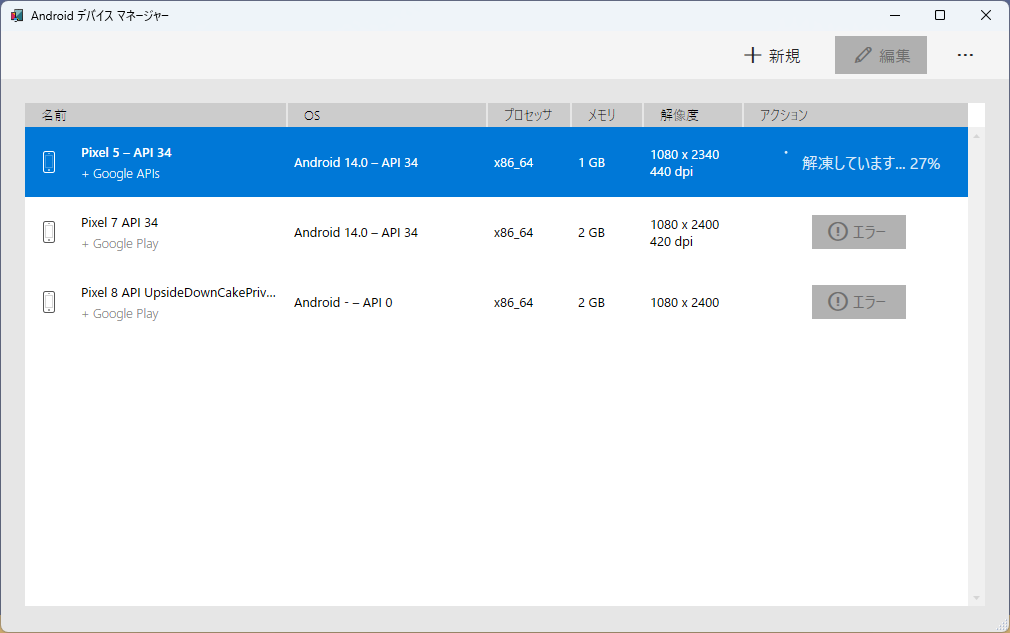 Android デバイス マネージャー
新規
編集
...
名前 OS プロセッサ メモリ 解像度 アクション
Pixel 5 – API 34
+ Google APIs
Android 14.0 – API 34
x86_64
1 GB
1080 x 2340
440 dpi
解凍しています... 27%
Pixel 7 API 34
+ Google Play
Android 14.0 – API 34
x86_64
2 GB
1080 x 2400
420 dpi
エラー
Pixel 8 API UpsideDownCakePriv...
+ Google Play
Android - – API 0
x86_64
2 GB
1080 x 2400
エラー